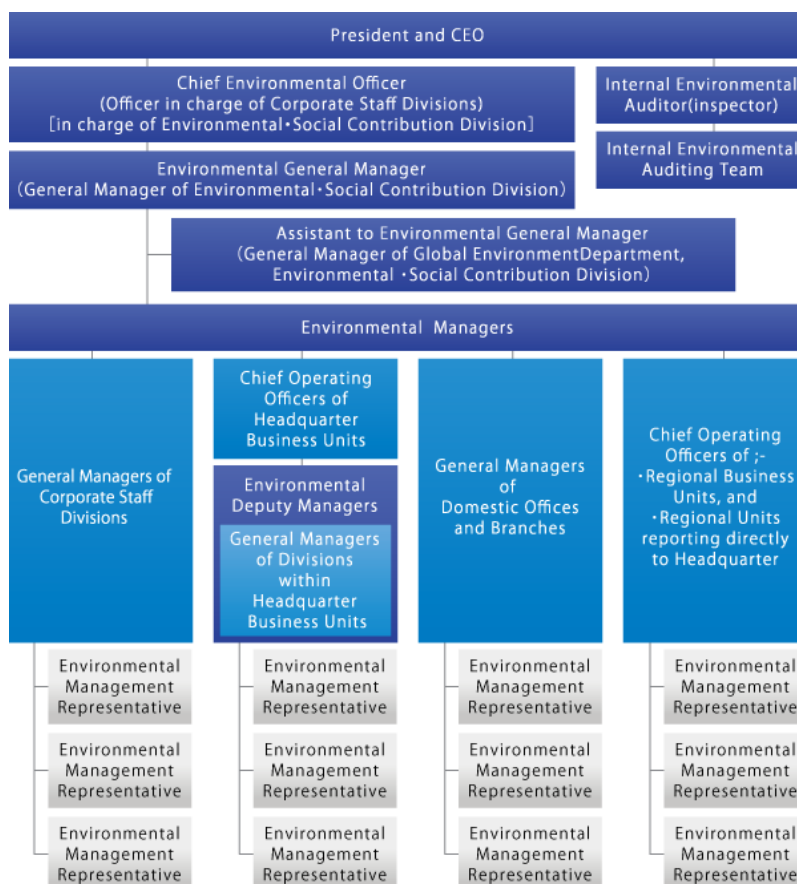 President and CEO
Chief Environmental Officer
(Officer in charge of Corporate Staff Divisions)
[in charge of Environmental・Social Contribution Division]
Internal Environmental
Auditor(inspector)
Environmental General Manager
(General Manager of Environmental・Social Contribution Division)
Internal Environmental
Auditing Team
Assistant to Environmental General Manager
(General Manager of Global EnvironmentDepartment,
Environmental ・Social Contribution Division)
Environmental Managers
General Managers of
Corporate Staff
Divisions
Chief Operating
Officers of
Headquarter
Business Units
Environmental
Deputy Managers
General Managers
of Divisions
within
Headquarter
Business Units
General Managers
of
Domestic Offices
and Branches
Chief Operating
Officers of ;-
・Regional Business
Units, and
・Regional Units
reporting directly
to Headquarter
Environmental
Management
Representative
Environmental
Management
Representative
Environmental
Management
Representative
Environmental
Management
Representative
Environmental
Management
Representative
Environmental
Management
Representative
Environmental
Management
Representative
Environmental
Management
Representative
Environmental
Management
Representative
Environmental
Management
Representative
Environmental
Management
Representative
Environmental
Management
Representative